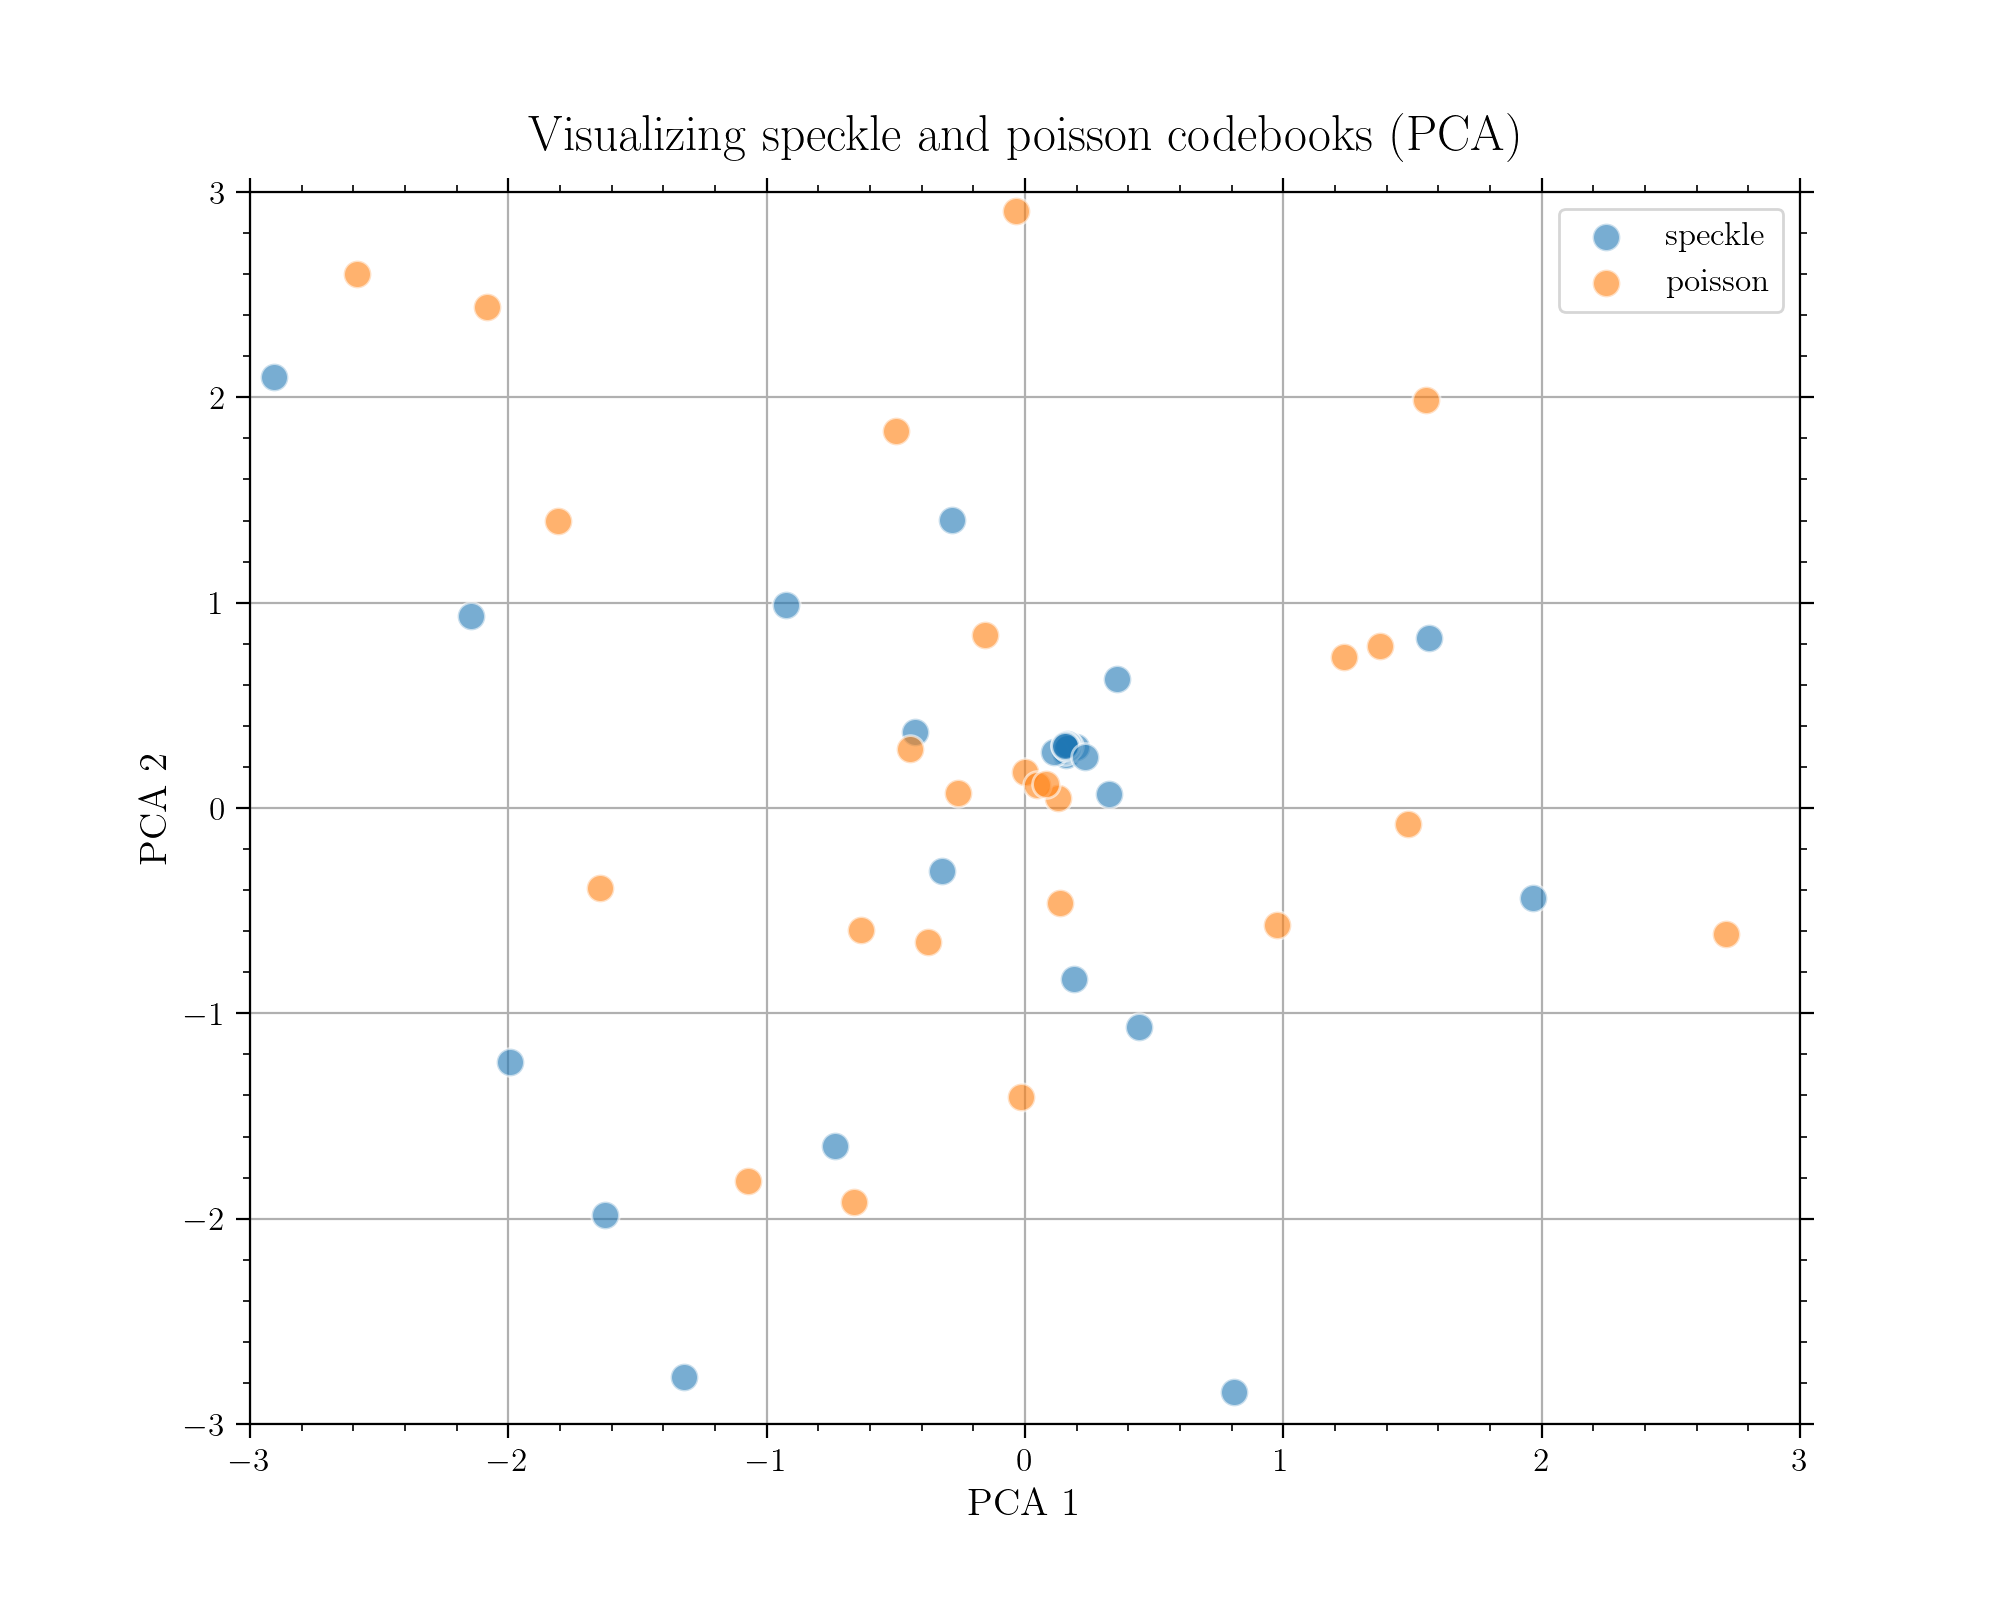 Visualizing speckle and poisson codebooks (PCA)
speckle
poisson
3
2
1
0
−1
−2
−3
PCA 2
−3 −2 −1 0 1 2 3
PCA 1